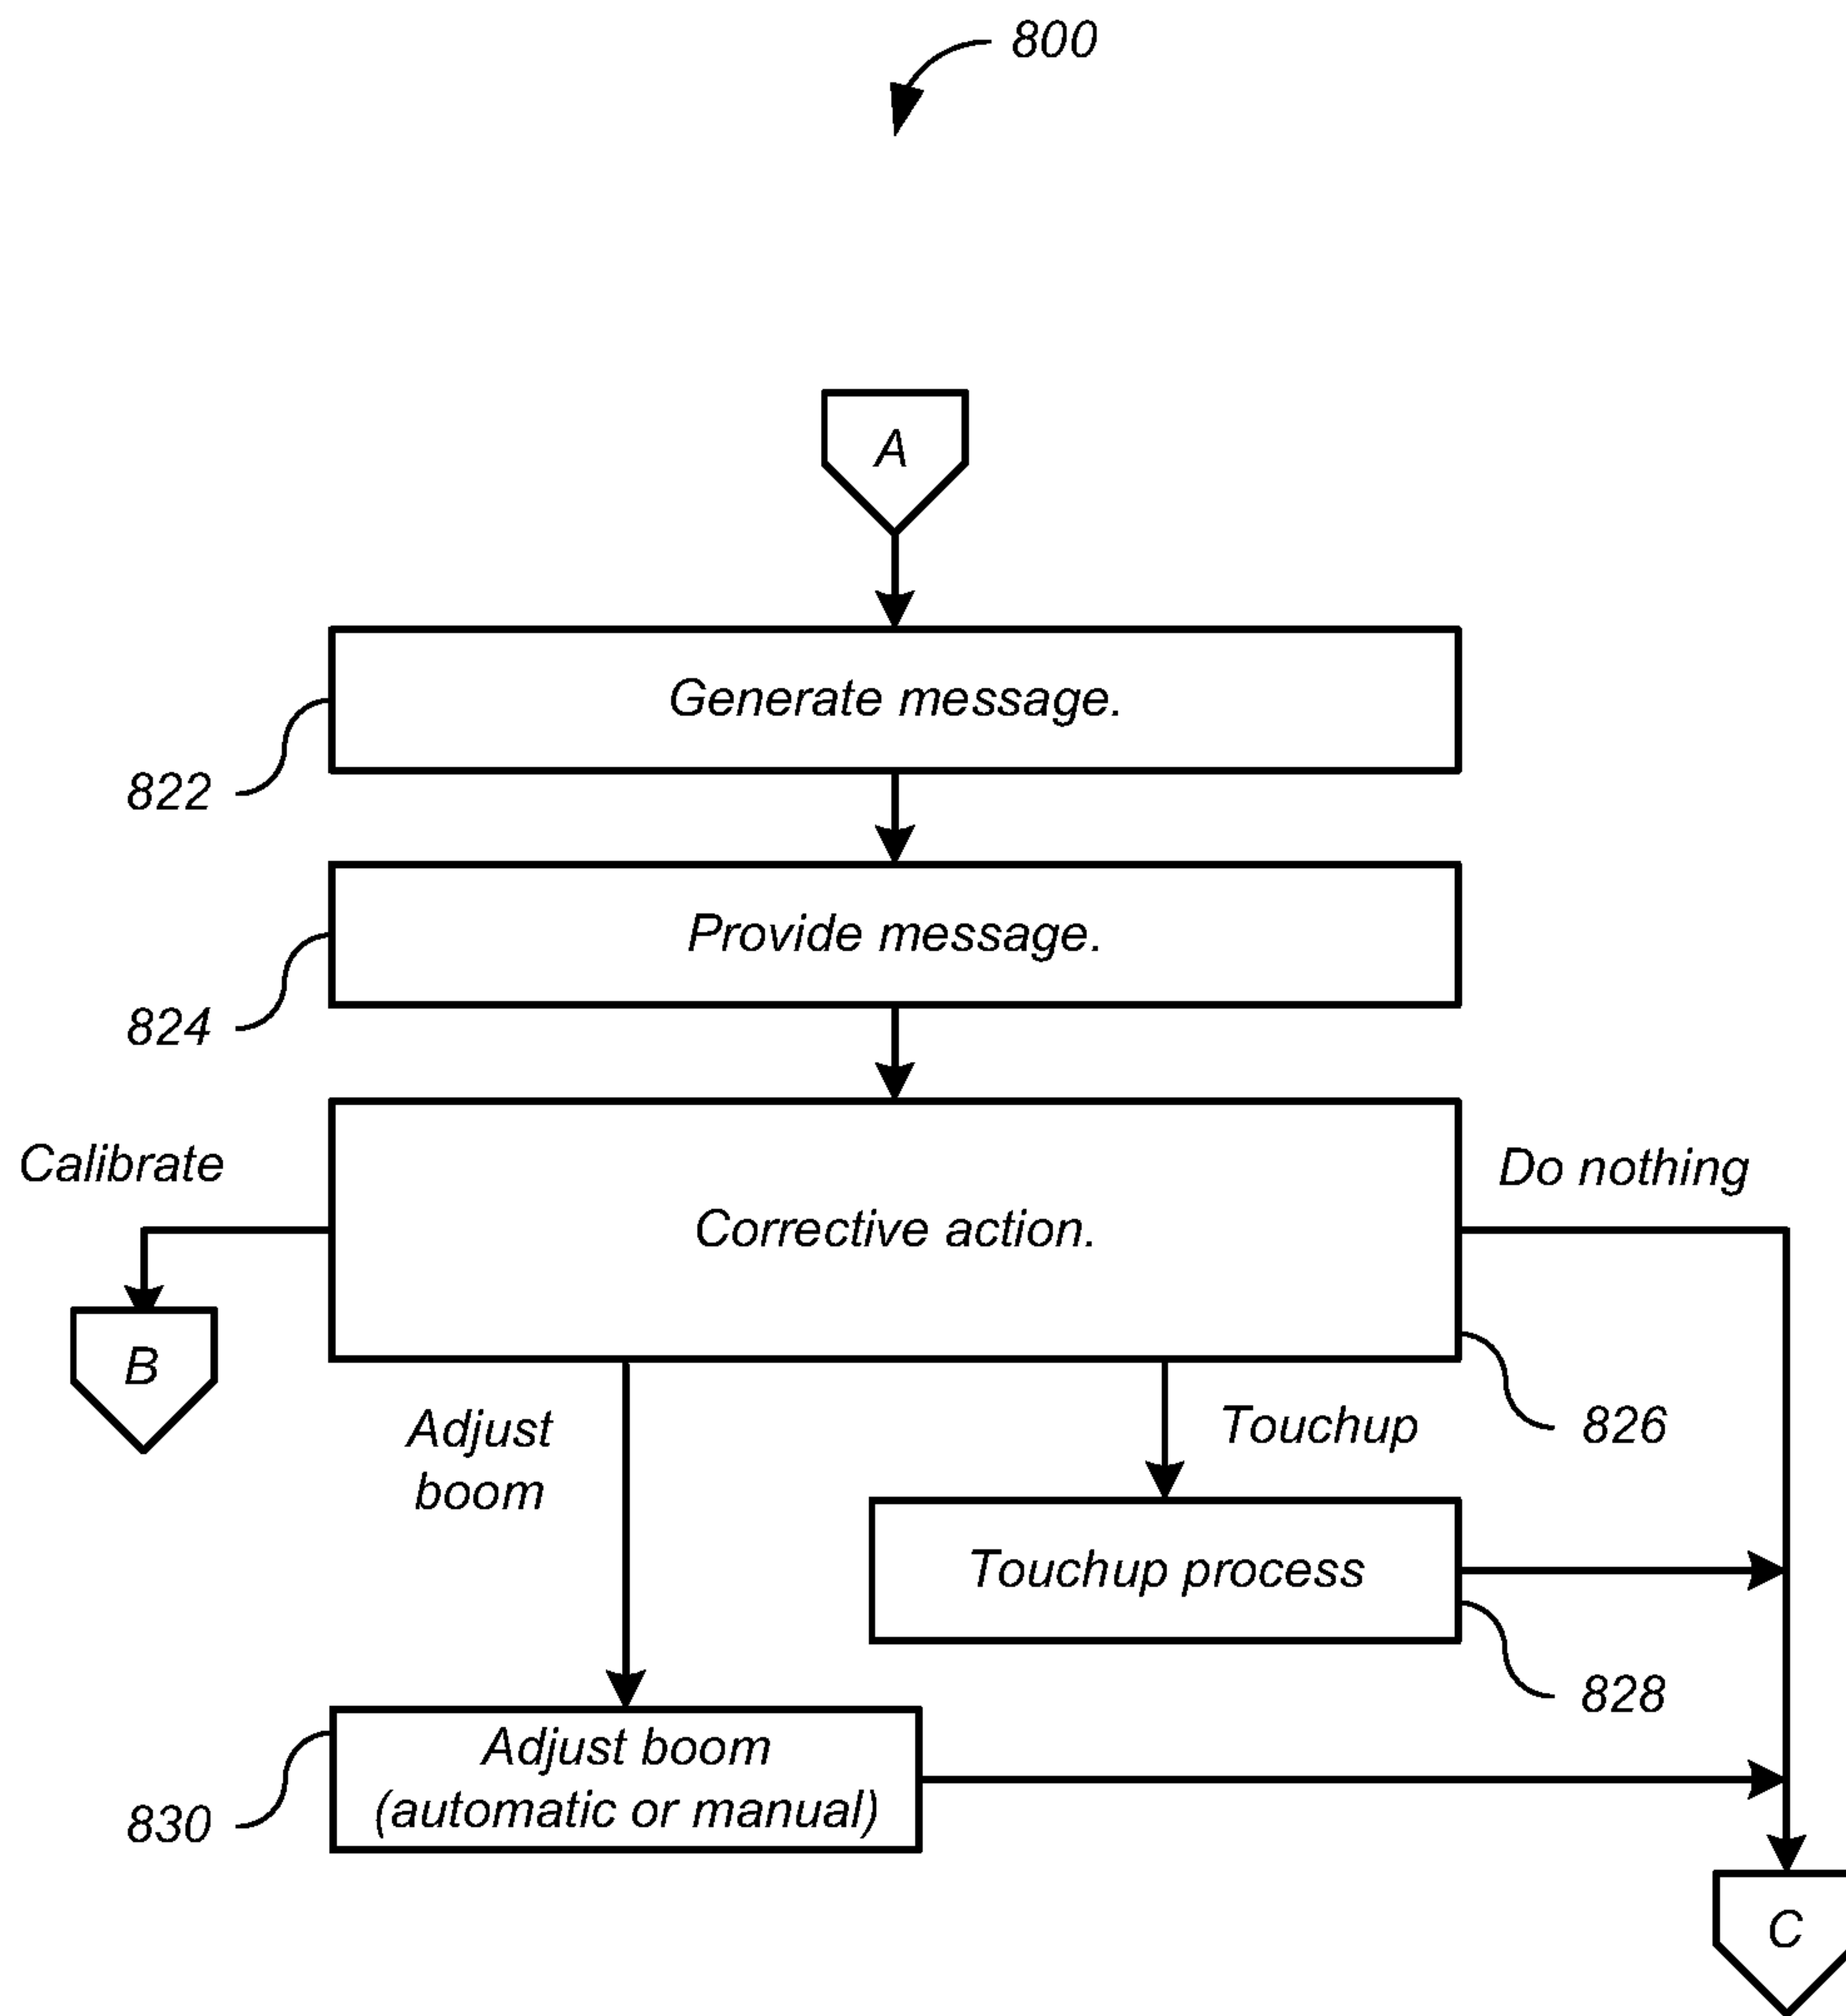 800
A
Generate message.
822
Provide message.
824
Calibrate
Do nothing
Corrective action.
B
Adjust
boom
Touchup
826
Touchup process
828
Adjust boom
(automatic or manual)
830
C